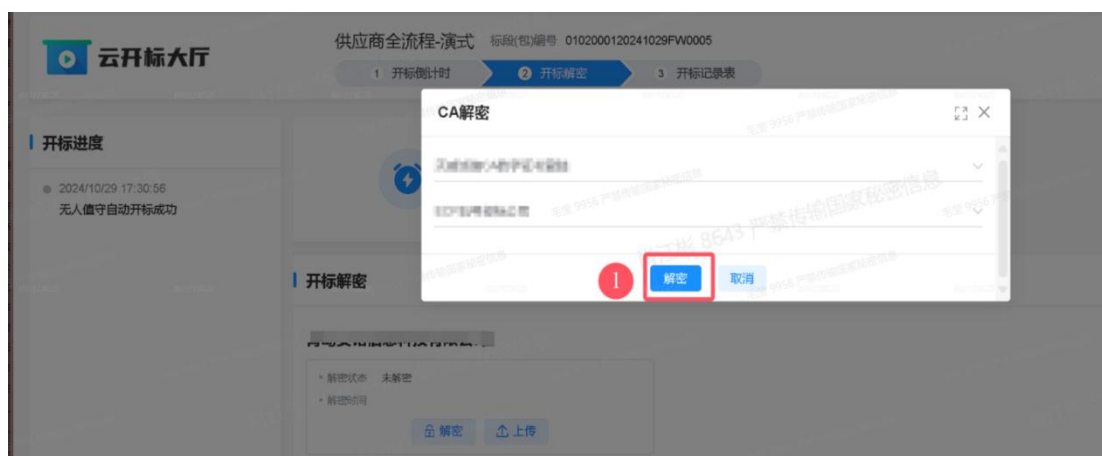 云开标大厅
供应商全流程-演式 标段(包)编号 0102000120241029FW0005
1 开标倒计时 2 开标解密 3 开标记录表
CA解密
开标进度
2024/10/29 17:30:56
无人值守自动开标成功
1 解密 取消
开标解密
解密状态 未解密
解密时间
解密 上传